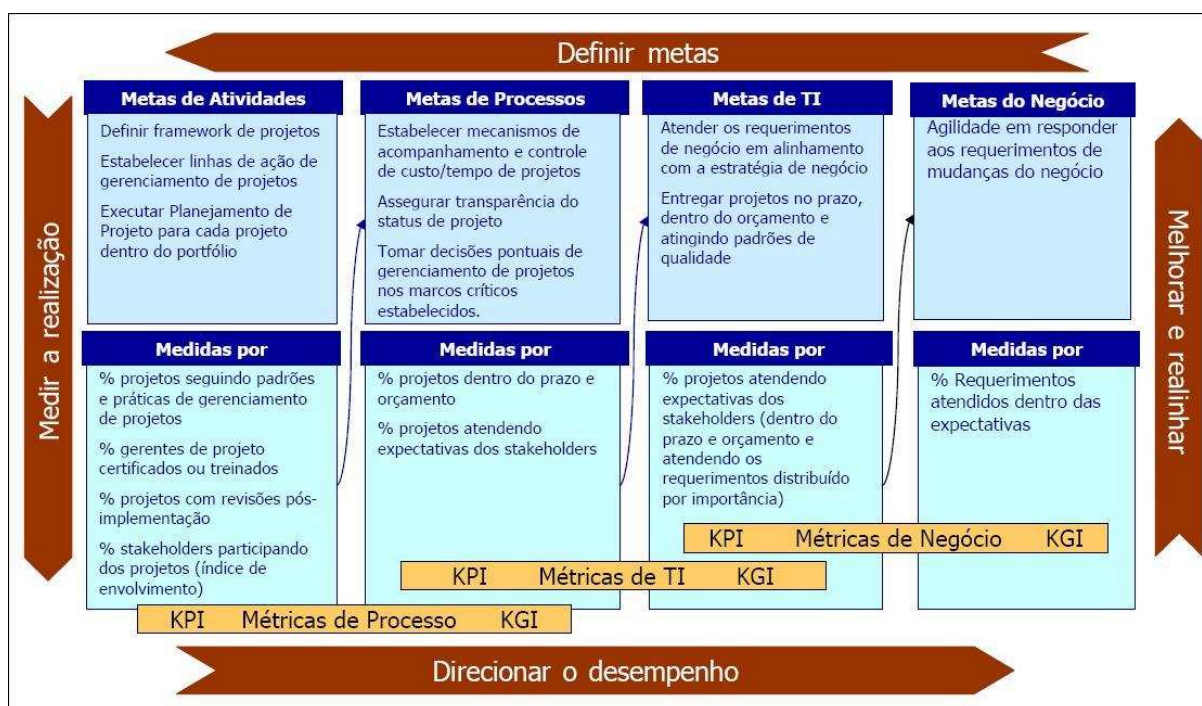 Definir metas
Medir a realização
Metas de Atividades
Definir framework de projetos
Estabelecer linhas de ação de
gerenciamento de projetos
Executar Planejamento de
Projeto para cada projeto
dentro do portfólio
Metas de Processos
Estabelecer mecanismos de
acompanhamento e controle
de custo/tempo de projetos
Assegurar transparência do
status de projeto
Tomar decisões pontuais de
gerenciamento de projetos
nos marcos críticos
estabelecidos.
Metas de TI
Atender os requerimentos
de negócio em alinhamento
com a estratégia de negócio
Entregar projetos no prazo,
dentro do orçamento e
atingindo padrões de
qualidade
Metas do Negócio
Agilidade em responder
aos requerimentos de
mudanças do negócio
Melhorar e realinhar
Medidas por
% projetos seguindo padrões
e práticas de gerenciamento
de projetos
% gerentes de projeto
certificados ou treinados
% projetos com revisões pós-
implementação
% stakeholders participando
dos projetos (índice de
envolvimento)
Medidas por
% projetos dentro do prazo e
orçamento
% projetos atendendo
expectativas dos stakeholders
Medidas por
% projetos atendendo
expectativas dos
stakeholders (dentro do
prazo e orçamento e
atendendo os
requerimentos distribuído
por importância)
Medidas por
% Requerimentos
atendidos dentro das
expectativas
KPI Métricas de Negócio KGI
KPI Métricas de TI KGI
KPI Métricas de Processo KGI
Direcionar o desempenho